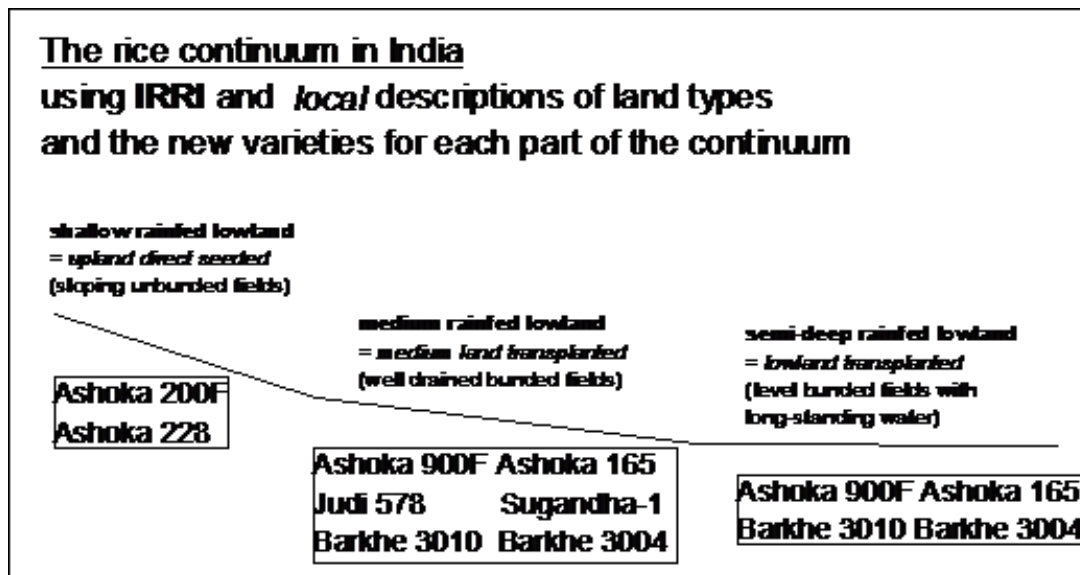 The rice continuum in India
using IRRI and local descriptions of land types
and the new varieties for each part of the continuum
shallow rainfed lowland
= upland direct seeded
(sloping unbunded fields)
medium rainfed lowland
= medium land transplanted
(well drained bunded fields)
semi-deep rainfed lowland
= lowland transplanted
(level bunded fields with
long-standing water)
Ashoka 200F
Ashoka 228
Ashoka 900F Ashoka 165
Judi 578 Sugandha-1
Barkhe 3010 Barkhe 3004
Ashoka 900F Ashoka 165
Barkhe 3010 Barkhe 3004